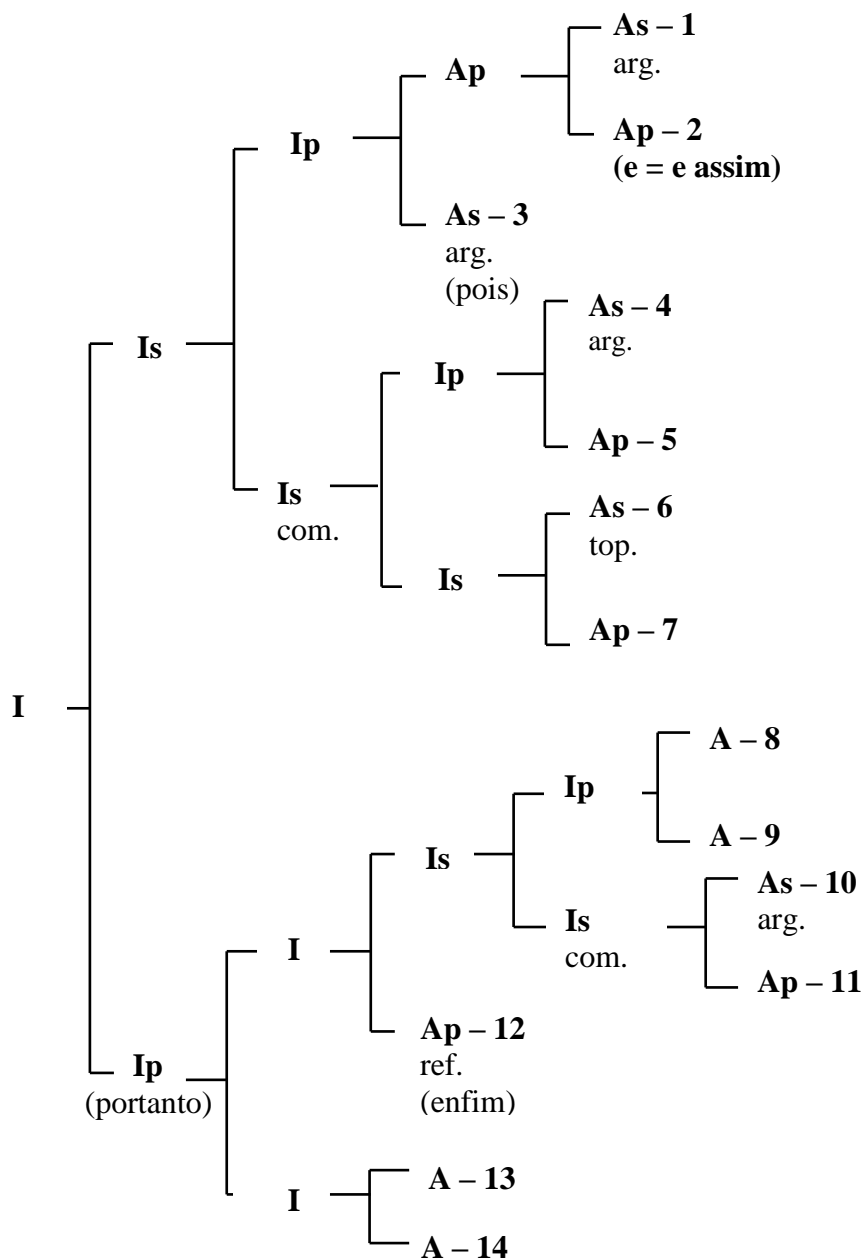 As – 1
arg.
Ap
Ap – 2
(e = e assim)
Ip
As – 3
arg.
(pois)
As – 4
arg.
Is
Ip
Ap – 5
Is
com.
As – 6
top.
Is
Ap – 7
I
A – 8
Ip
A – 9
Is
As – 10
arg.
Is
com.
I
Ap – 11
Ap – 12
ref.
(enfim)
Ip
(portanto)
A – 13
I
A – 14